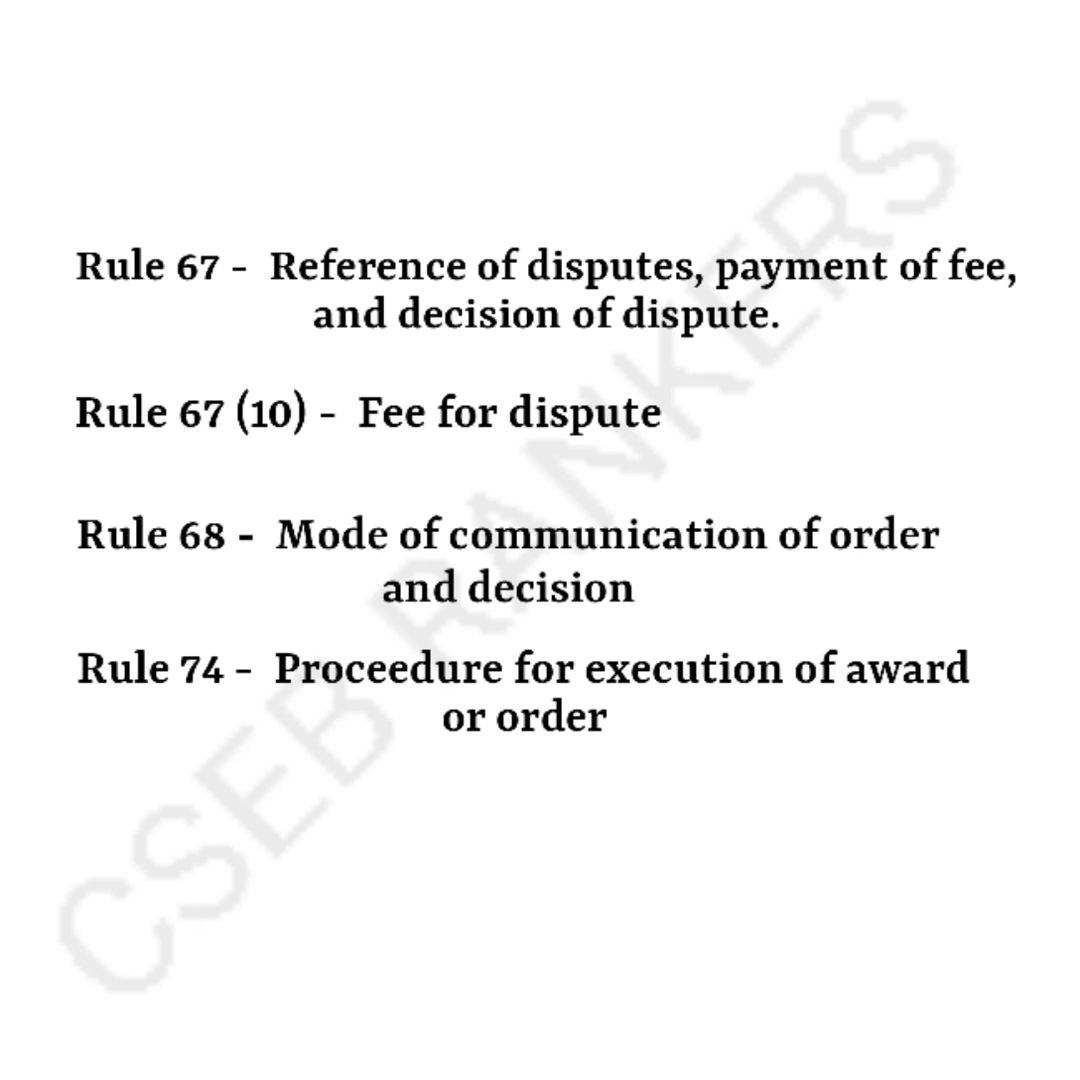 Rule 67 - Reference of disputes, payment of fee,
and decision of dispute.
Rule 67 (10) - Fee for dispute
Rule 68 - Mode of communication of order
and decision
Rule 74 - Proceedure for execution of award
or order
CSEB RANKERS